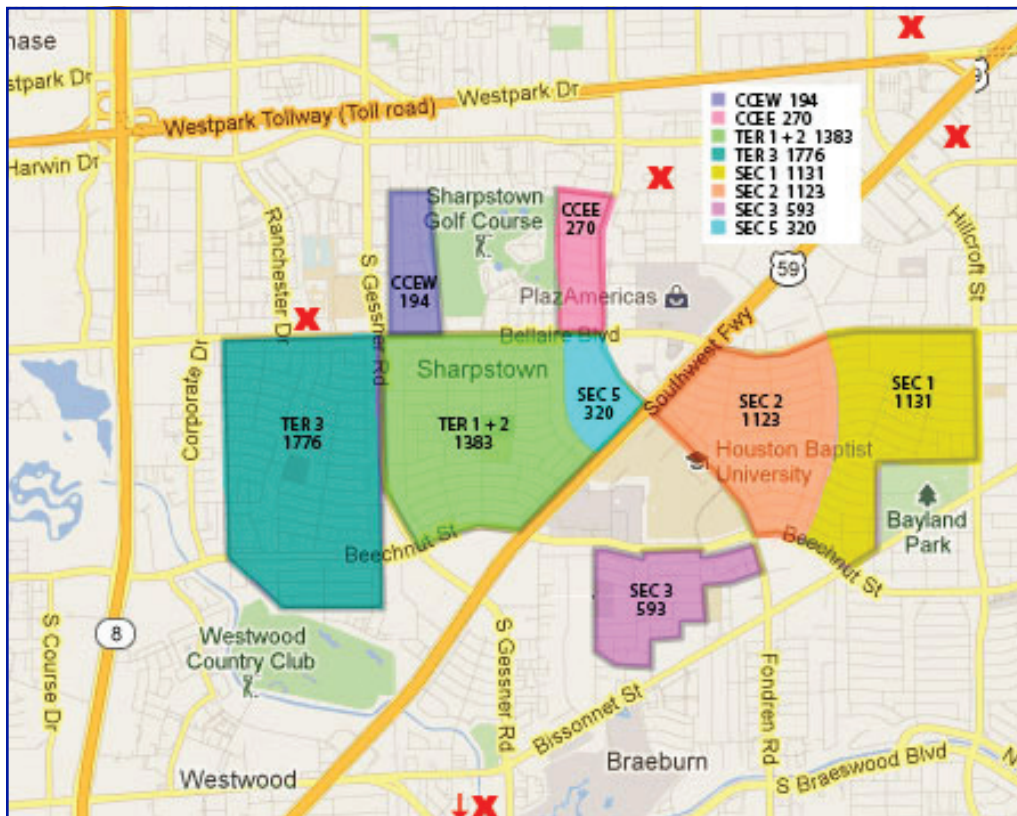 hase
stpark Dr
Westpark Dr
Westpark Tollway (Toll road)
Harwin Dr
X
X
X
X
X
9
CCEW 194
CCEE 270
TER 1 + 2 1383
TER 3 1776
SEC 1 1131
SEC 2 1123
SEC 3 593
SEC 5 320
Ranchester Dr
S Gessner Rd
Sharpstown
Golf Course
CCEE
270
CCEW
194
Hillcroft St
59
PlazAmericas
Bellaire Blvd
Southwest Fwy
Corporate Dr
Sharpstown
TER 3
1776
TER 1 + 2
1383
SEC 5
320
SEC 2
1123
SEC 1
1131
Houston Baptist
University
Bayland
Park
Beechnut St
Beechnut St
SEC 3
593
8
S Course Dr
Westwood
Country Club
S Gessner Rd
Bissonnet St
Fondren Rd
Westwood
Braeburn
S Braeswood Blvd
N